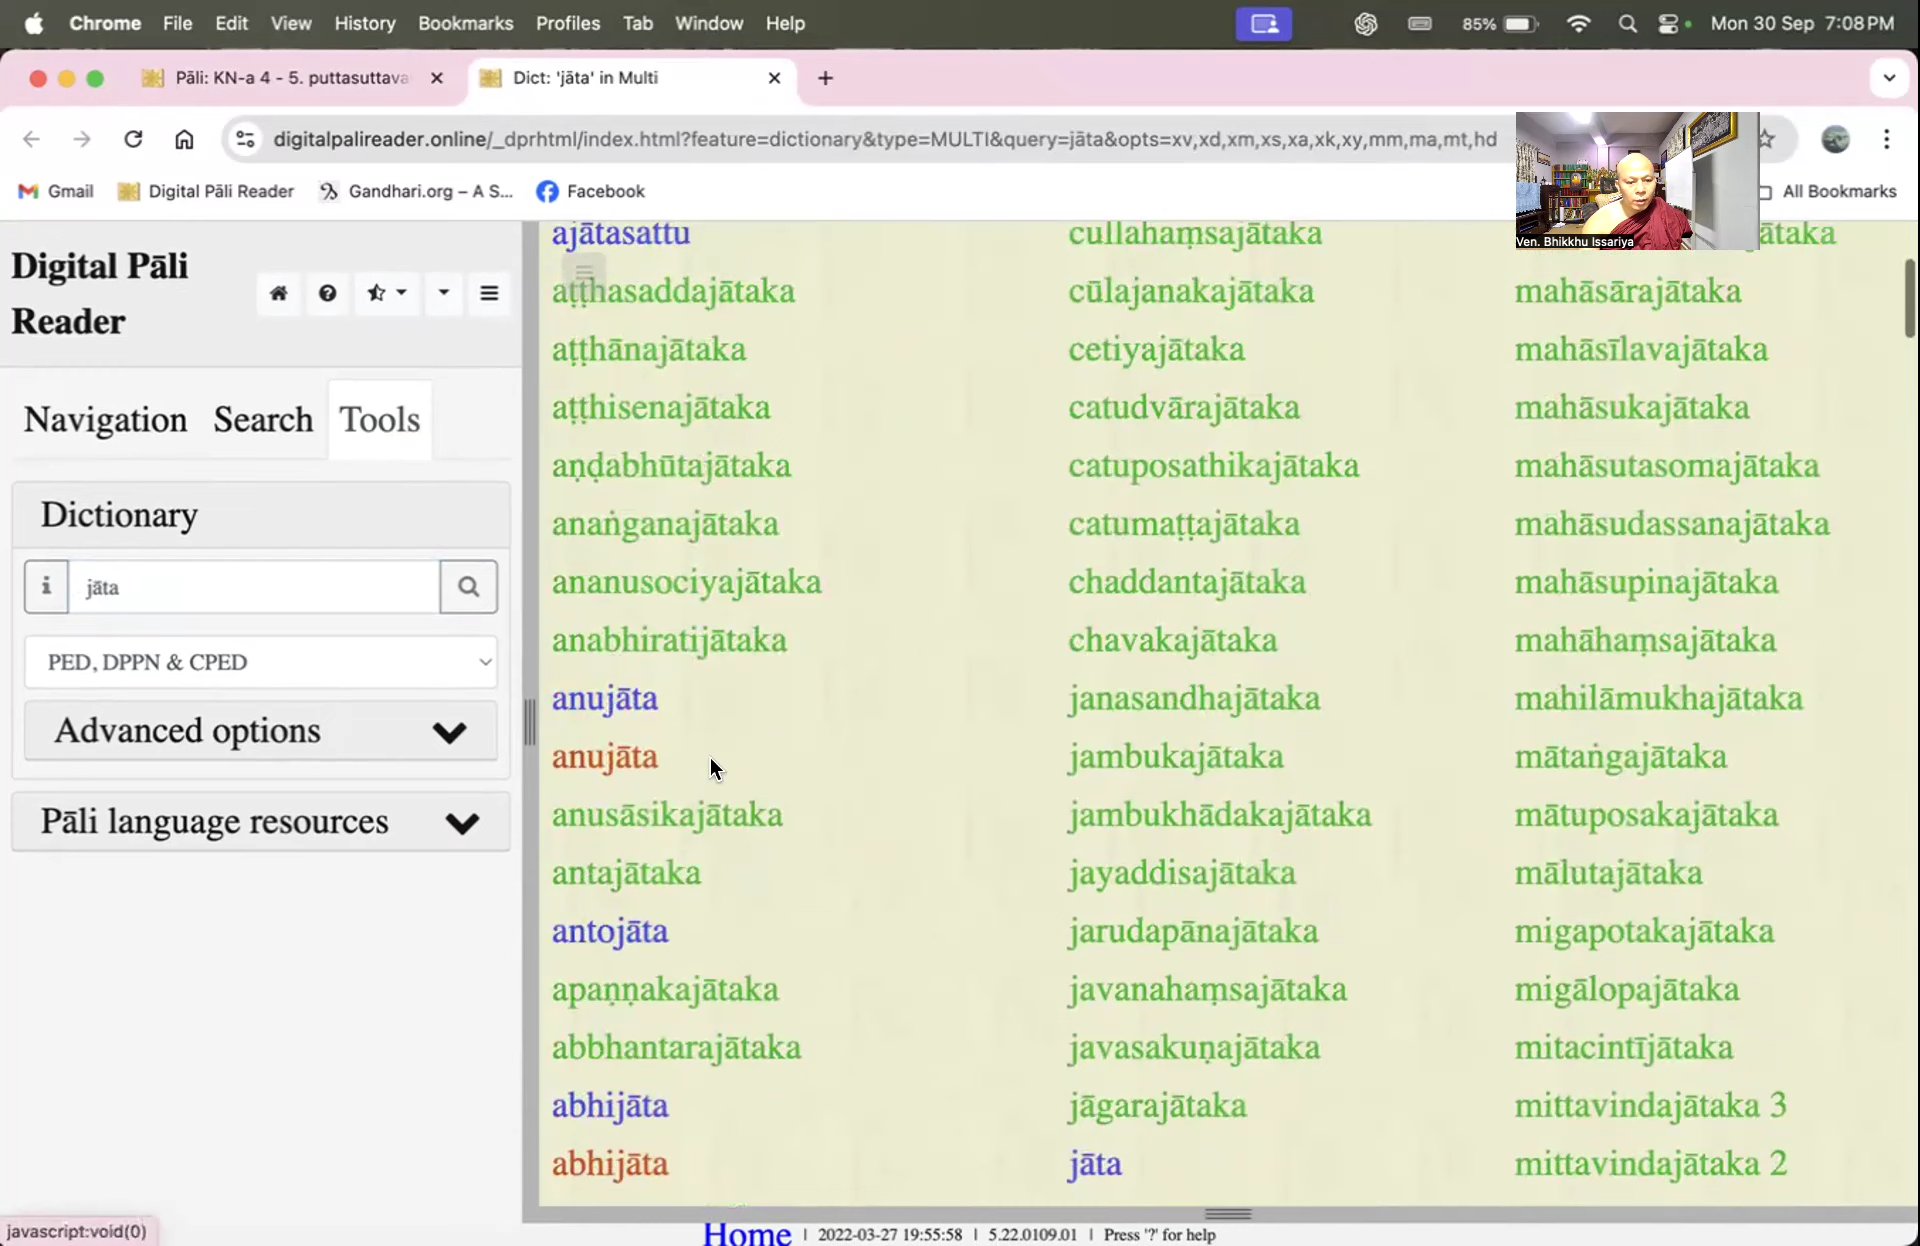 Chrome File Edit View History Bookmarks Profiles Tab Window Help 85% Mon 30 Sep 7:08 PM
Pāli: KN-a 4 - 5. puttasuttava
Dict: 'jāta' in Multi
digitalpalireader.online/_dprhtml/index.html?feature=dictionary&type=MULTI&query=jāta&opts=xv,xd,xm,xs,xa,xk,xy,mm,ma,mt,hd
Gmail Digital Pāli Reader Gandhari.org – A S... Facebook All Bookmarks
Ven. Bhikkhu Issariya
Digital Pāli
Reader
Navigation Search Tools
Dictionary
jāta
PED, DPPN & CPED
Advanced options
Pāli language resources
ajātasattu
aṭṭhasaddajātaka
aṭṭhānajātaka
aṭṭhisenajātaka
aṇḍabhūtajātaka
anaṅganajātaka
ananusociyajātaka
anabhiratijātaka
anujāta
anujāta
anusāsikajātaka
antajātaka
antojāta
apaṇṇakajātaka
abbhantarajātaka
abhijāta
abhijāta
cullahaṃsajātaka
cūlajanakajātaka
cetiyajātaka
catudvārajātaka
catuposathikajātaka
catumaṭṭajātaka
chaddantajātaka
chavakajātaka
janasandhajātaka
jambukajātaka
jambukhādakajātaka
jayaddisajātaka
jarudapānajātaka
javanahaṃsajātaka
javasakuṇajātaka
jāgarajātaka
jāta
ātaka
mahāsārajātaka
mahāsīlavajātaka
mahāsukajātaka
mahāsutasomajātaka
mahāsudassanajātaka
mahāsupinajātaka
mahāhaṃsajātaka
mahilāmukhajātaka
mātaṅgajātaka
mātuposakajātaka
mālutajātaka
migapotakajātaka
migālopajātaka
mitacintījātaka
mittavindajātaka 3
mittavindajātaka 2
javascript:void(0)
Home | 2022-03-27 19:55:58 | 5.22.0109.01 | Press '?' for help